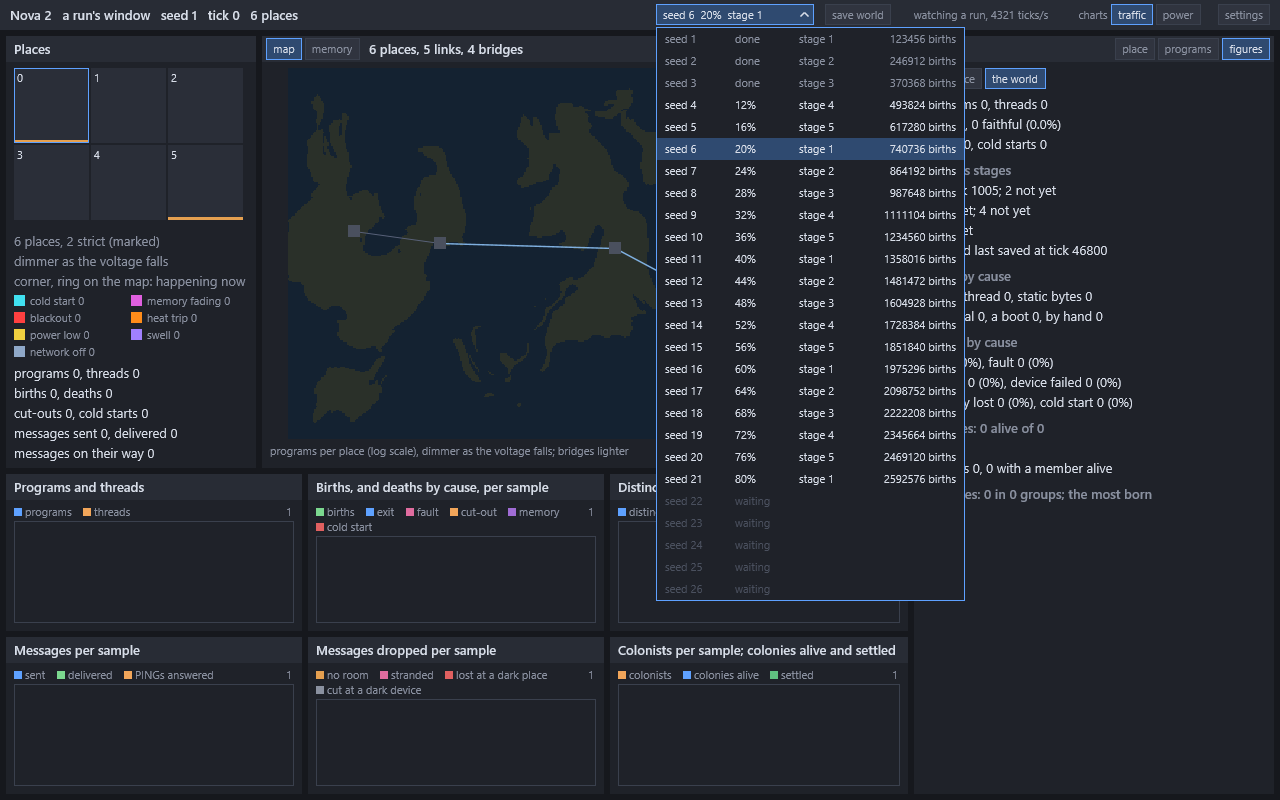 Nova 2 a run's window seed 1 tick 0 6 places
seed 6 20% stage 1
save world
watching a run, 4321 ticks/s
charts traffic power settings
Places
0 1 2
3 4 5
6 places, 2 strict (marked)
dimmer as the voltage falls
corner, ring on the map: happening now
cold start 0 memory fading 0
blackout 0 heat trip 0
power low 0 swell 0
network off 0
programs 0, threads 0
births 0, deaths 0
cut-outs 0, cold starts 0
messages sent 0, delivered 0
messages on their way 0
map memory 6 places, 5 links, 4 bridges
programs per place (log scale), dimmer as the voltage falls; bridges lighter
seed 1 done stage 1 123456 births
seed 2 done stage 2 246912 births
seed 3 done stage 3 370368 births
seed 4 12% stage 4 493824 births
seed 5 16% stage 5 617280 births
seed 6 20% stage 1 740736 births
seed 7 24% stage 2 864192 births
seed 8 28% stage 3 987648 births
seed 9 32% stage 4 1111104 births
seed 10 36% stage 5 1234560 births
seed 11 40% stage 1 1358016 births
seed 12 44% stage 2 1481472 births
seed 13 48% stage 3 1604928 births
seed 14 52% stage 4 1728384 births
seed 15 56% stage 5 1851840 births
seed 16 60% stage 1 1975296 births
seed 17 64% stage 2 2098752 births
seed 18 68% stage 3 2222208 births
seed 19 72% stage 4 2345664 births
seed 20 76% stage 5 2469120 births
seed 21 80% stage 1 2592576 births
seed 22 waiting
seed 23 waiting
seed 24 waiting
seed 25 waiting
seed 26 waiting
place programs figures
the world
0, threads 0
0 faithful (0.0%)
cold starts 0
stages
1005; 2 not yet
4 not yet
last saved at tick 46800
by cause
thread 0, static bytes 0
a boot 0, by hand 0
by cause
fault 0 (0%)
0 (0%), device failed 0 (0%)
lost 0 (0%), cold start 0 (0%)
0 alive of 0
0, 0 with a member alive
0 in 0 groups; the most born
Programs and threads
programs threads 1
Births, and deaths by cause, per sample
births exit fault cut-out memory 1
cold start
Messages per sample
sent delivered PINGs answered 1
Messages dropped per sample
no room stranded lost at a dark place 1
cut at a dark device
Colonists per sample; colonies alive and settled
colonists colonies alive settled 1